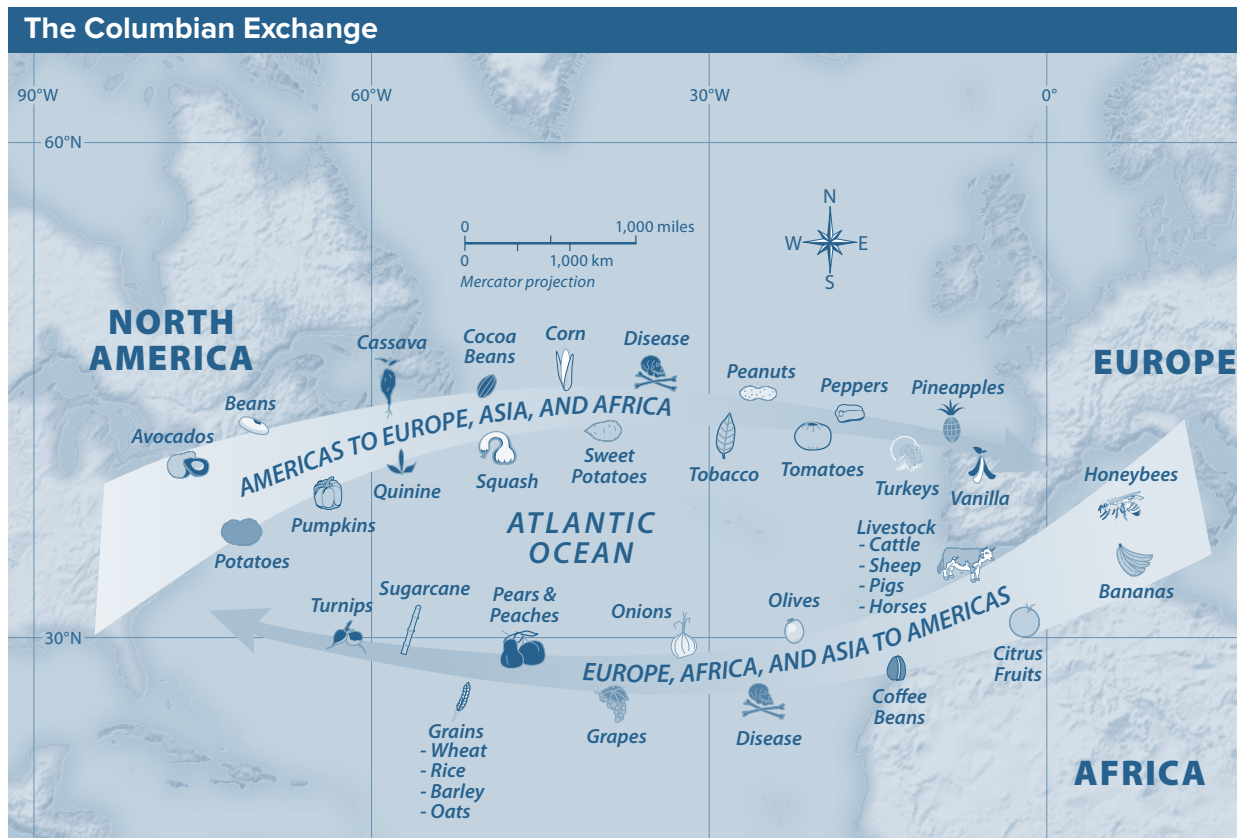 The Columbian Exchange
90°W
60°W
30°W
0°
60°N
N
W
E
S
0
1,000 miles
0
1,000 km
Mercator projection
NORTH
AMERICA
EUROPE
Cassava
Cocoa
Beans
Corn
Disease
Peanuts
Peppers
Pineapples
Beans
Avocados
AMERICAS TO EUROPE, ASIA, AND AFRICA
Potatoes
Pumpkins
Quinine
Squash
Sweet
Potatoes
Tobacco
Tomatoes
Turkeys
Vanilla
Honeybees
ATLANTIC
OCEAN
Livestock
- Cattle
- Sheep
- Pigs
- Horses
Bananas
Turnips
Sugarcane
Pears &
Peaches
Onions
Olives
30°N
EUROPE, AFRICA, AND ASIA TO AMERICAS
Citrus
Fruits
Coffee
Beans
Grains
- Wheat
- Rice
- Barley
- Oats
Grapes
Disease
AFRICA